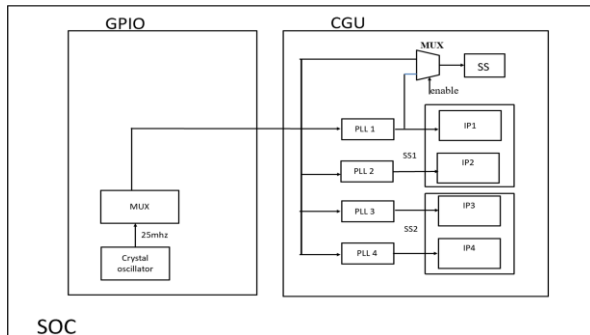 GPIO
CGU
MUX
SS
enable
PLL 1
IP1
SS1
PLL 2
IP2
MUX
PLL 3
IP3
25mhz
SS2
Crystal
oscillator
PLL 4
IP4
SOC